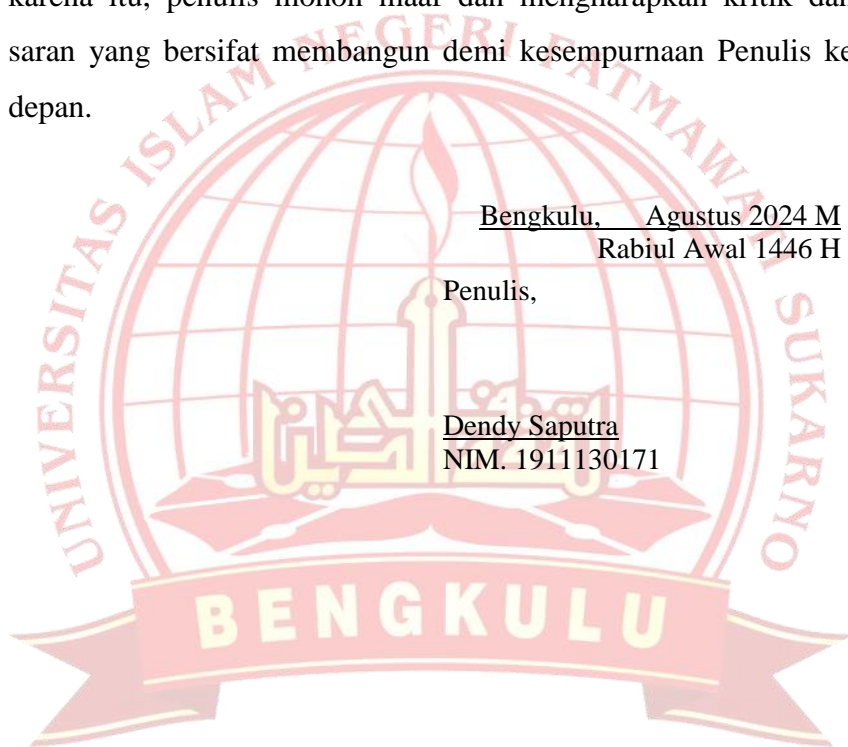 karena itu, penulis mohon maaf dan mengharapkan kritik dan
saran yang bersifat membangun demi kesempurnaan Penulis ke
depan.
Bengkulu, Agustus 2024 M
Rabiul Awal 1446 H
Penulis,
Dendy Saputra
NIM. 1911130171
UNIVERSITAS ISLAM NEGERI FATMAWATI SUKARNO
BENGKULU